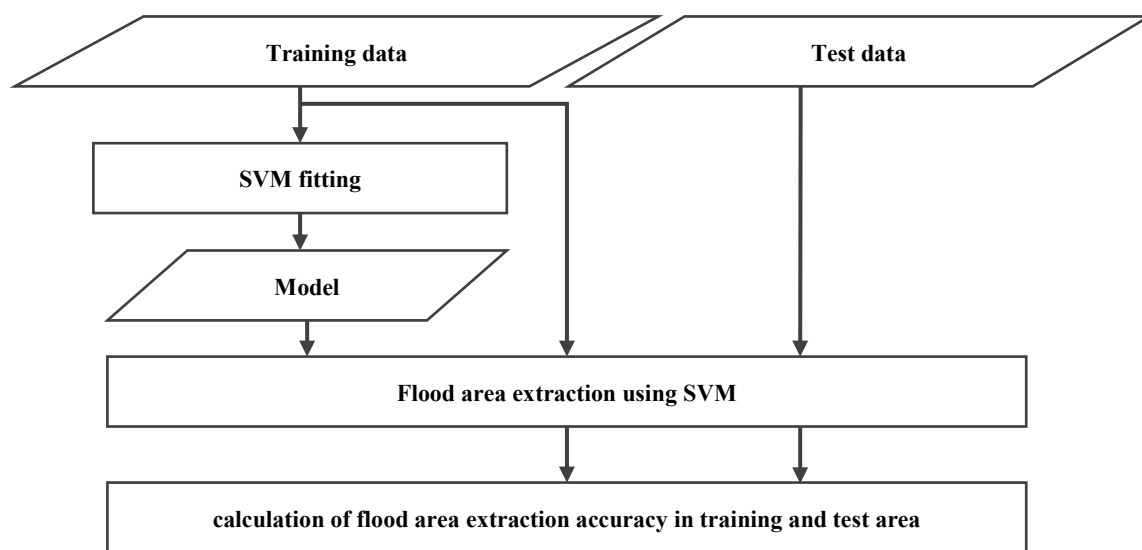 Training data
Test data
SVM fitting
Model
Flood area extraction using SVM
calculation of flood area extraction accuracy in training and test area